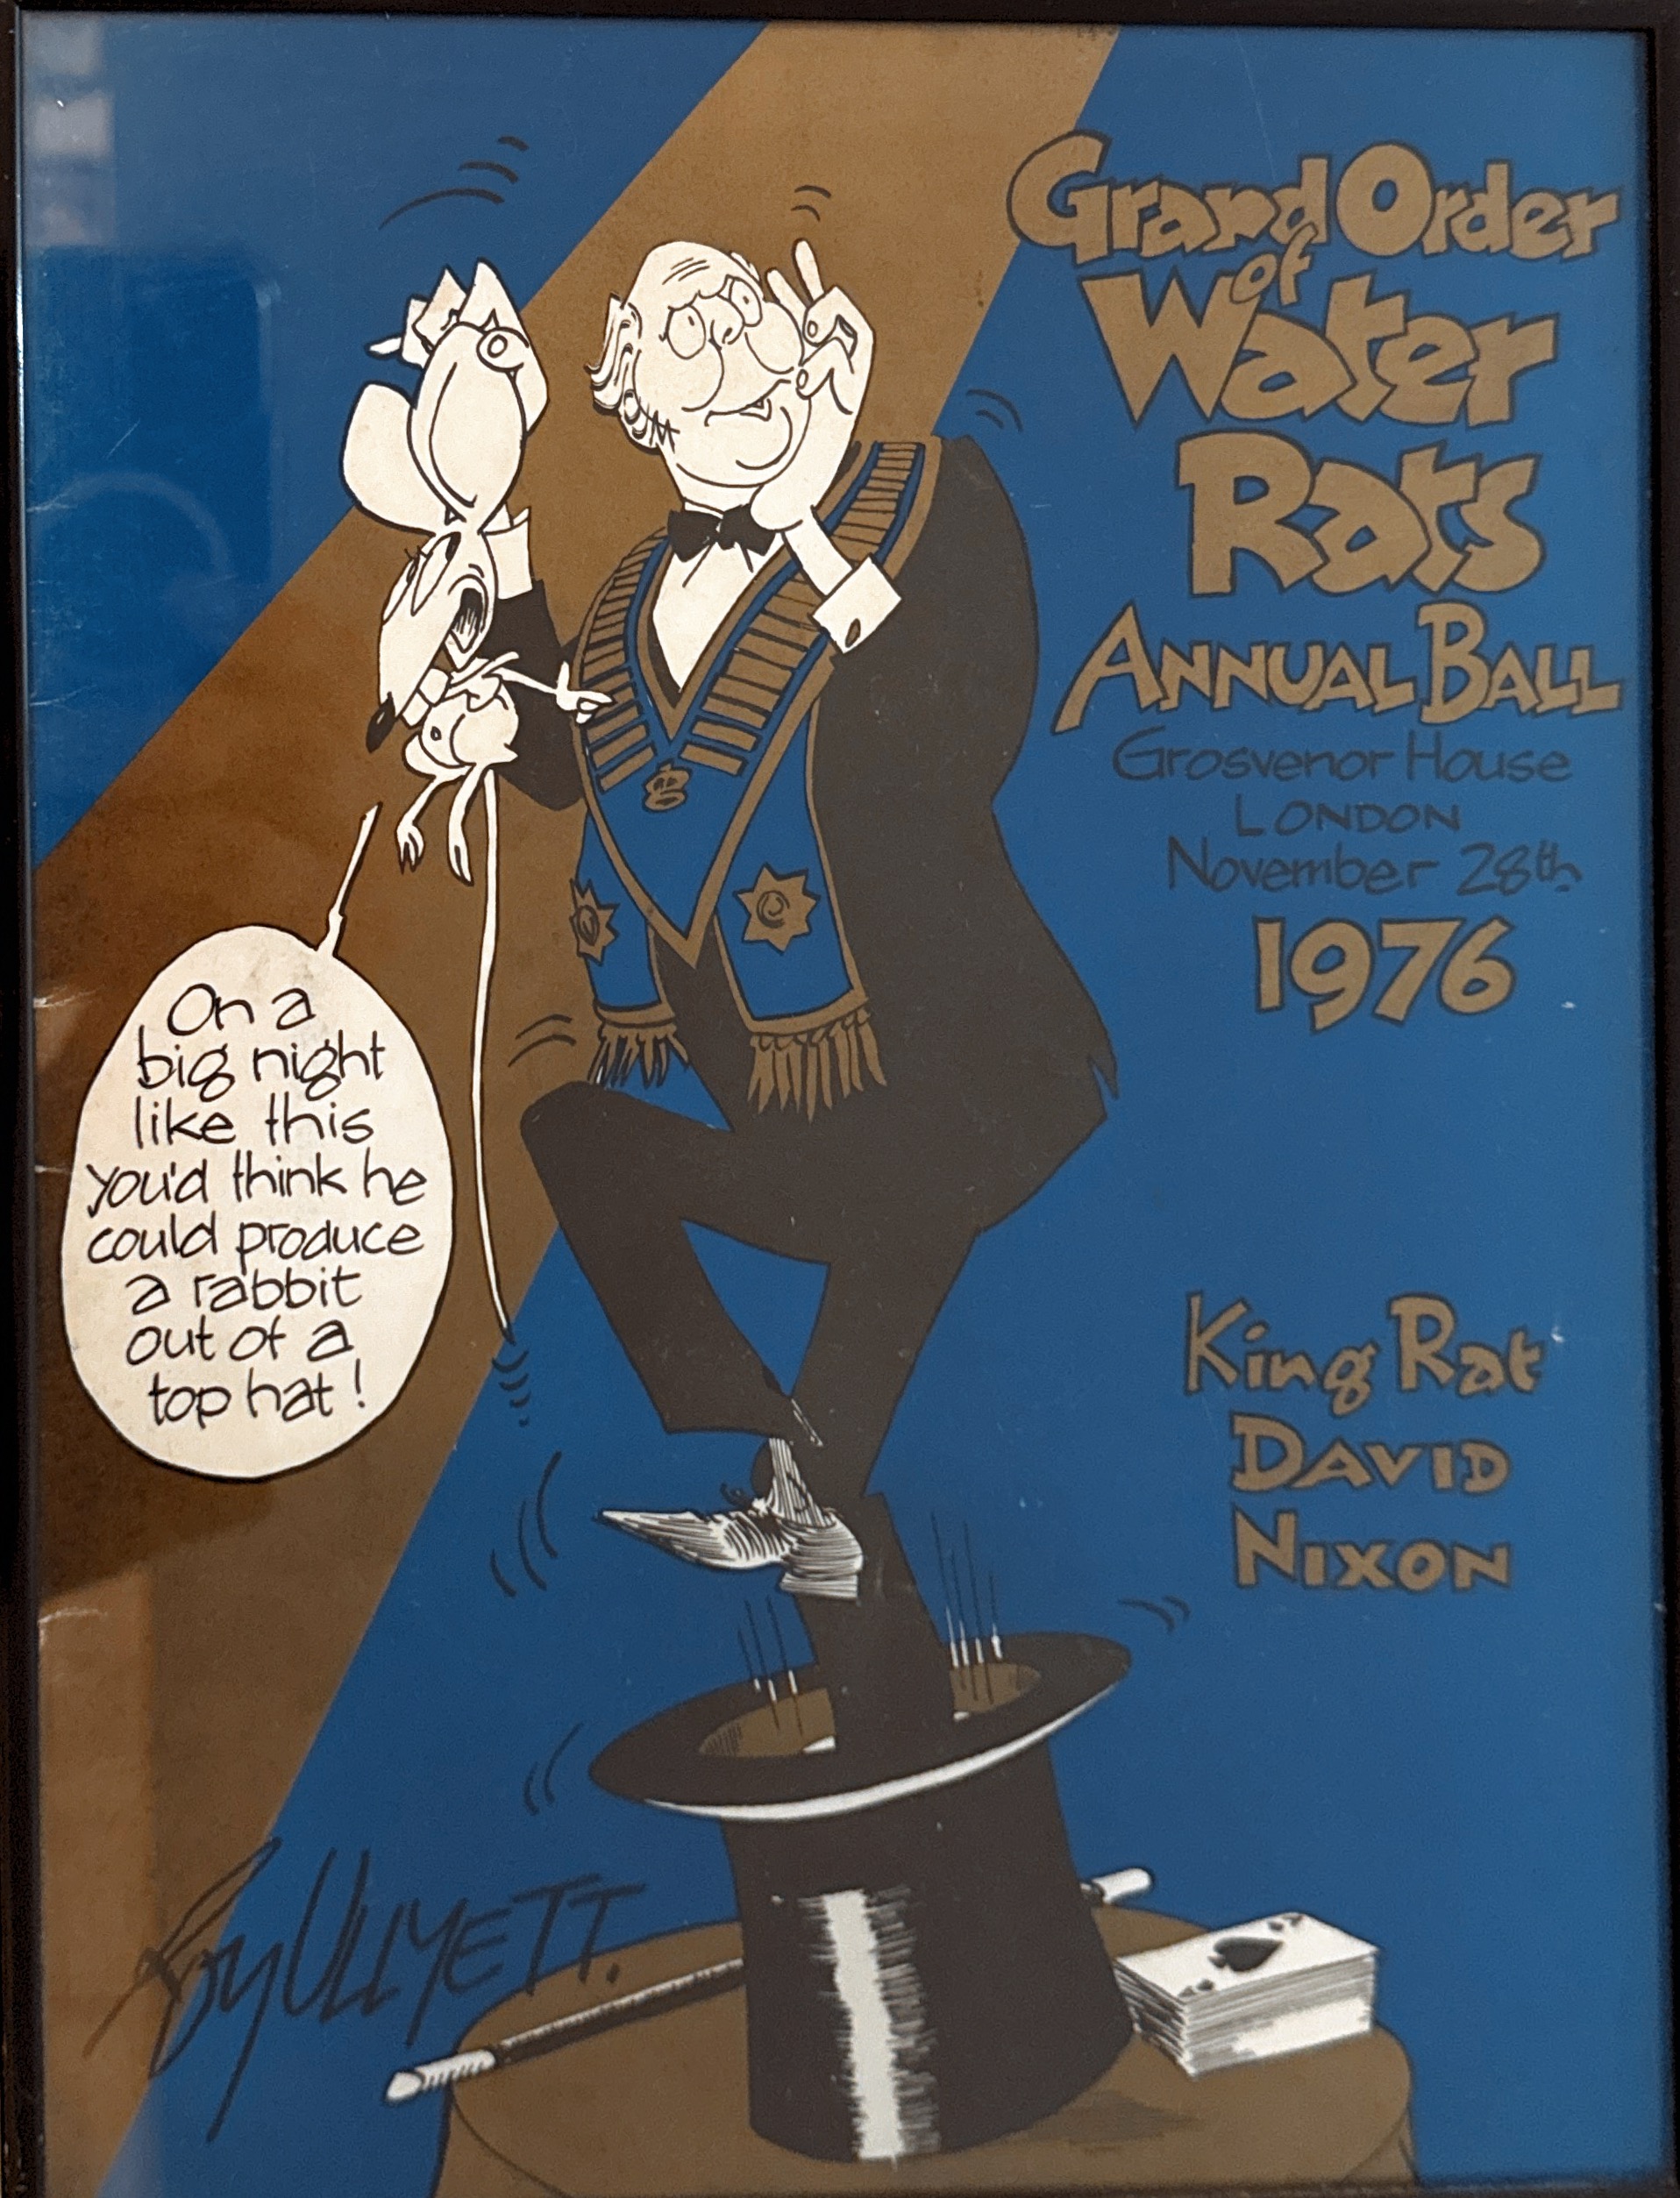 Grand Order
of
Water
Rats
ANNUAL BALL
Grosvenor House
LONDON
November 28th
1976
On a
big night
like this
you'd think he
could produce
a rabbit
out of a
top hat!
King Rat
DAVID
NIXON
ROY ULLYETT.